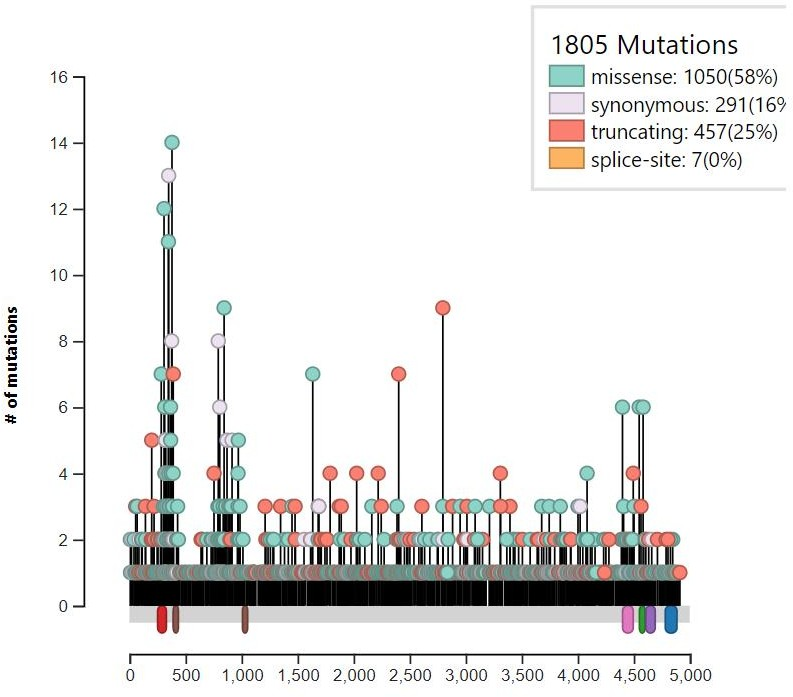 1805 Mutations
missense: 1050(58%)
synonymous: 291(16%
truncating: 457(25%)
splice-site: 7(0%)
# of mutations
16
14
12
10
8
6
4
2
0
0 500 1,000 1,500 2,000 2,500 3,000 3,500 4,000 4,500 5,000